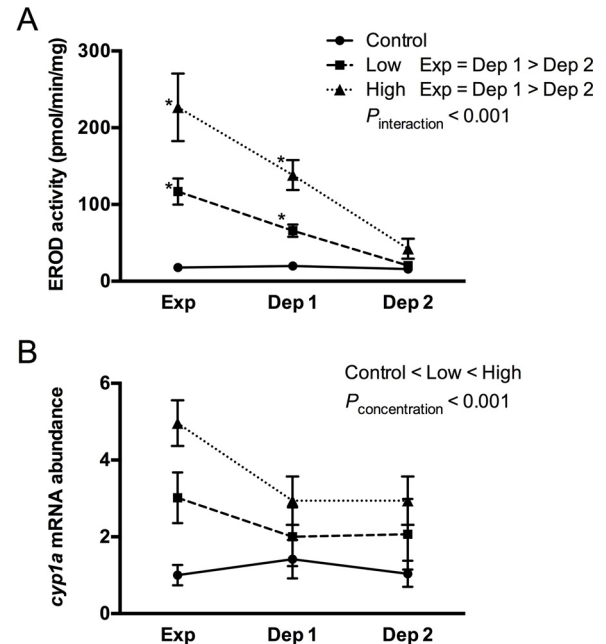 A
300
200
100
0
EROD activity (pmol/min/mg)
Control
Low Exp = Dep 1 > Dep 2
High Exp = Dep 1 > Dep 2
Pinteraction < 0.001
*
*
*
*
Exp Dep 1 Dep 2
B
6
4
2
0
cyp1a mRNA abundance
Control < Low < High
Pconcentration < 0.001
Exp Dep 1 Dep 2